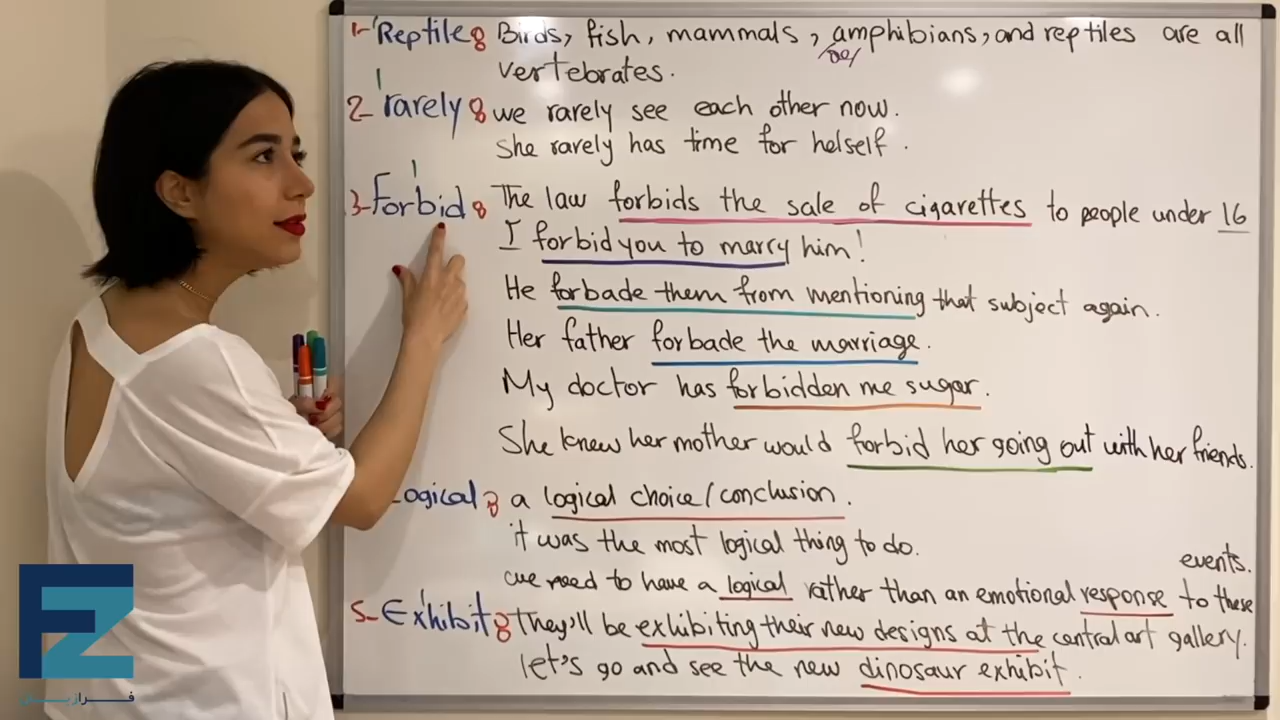 1- Reptile: Birds, fish, mammals, amphibians, and reptiles are all
vertebrates.
2- rarely: we rarely see each other now.
She rarely has time for helself.
3- Forbid: The law forbids the sale of cigarettes to people under 16
I forbid you to marry him!
He forbade them from mentioning that subject again.
Her father forbade the marriage.
My doctor has forbidden me sugar.
She knew her mother would forbid her going out with her friends.
Logical: a logical choice/conclusion.
it was the most logical thing to do.
we need to have a logical rather than an emotional response to these
events.
5- Exhibit: They'll be exhibiting their new designs at the central art gallery.
let's go and see the new dinosaur exhibit.
FZ